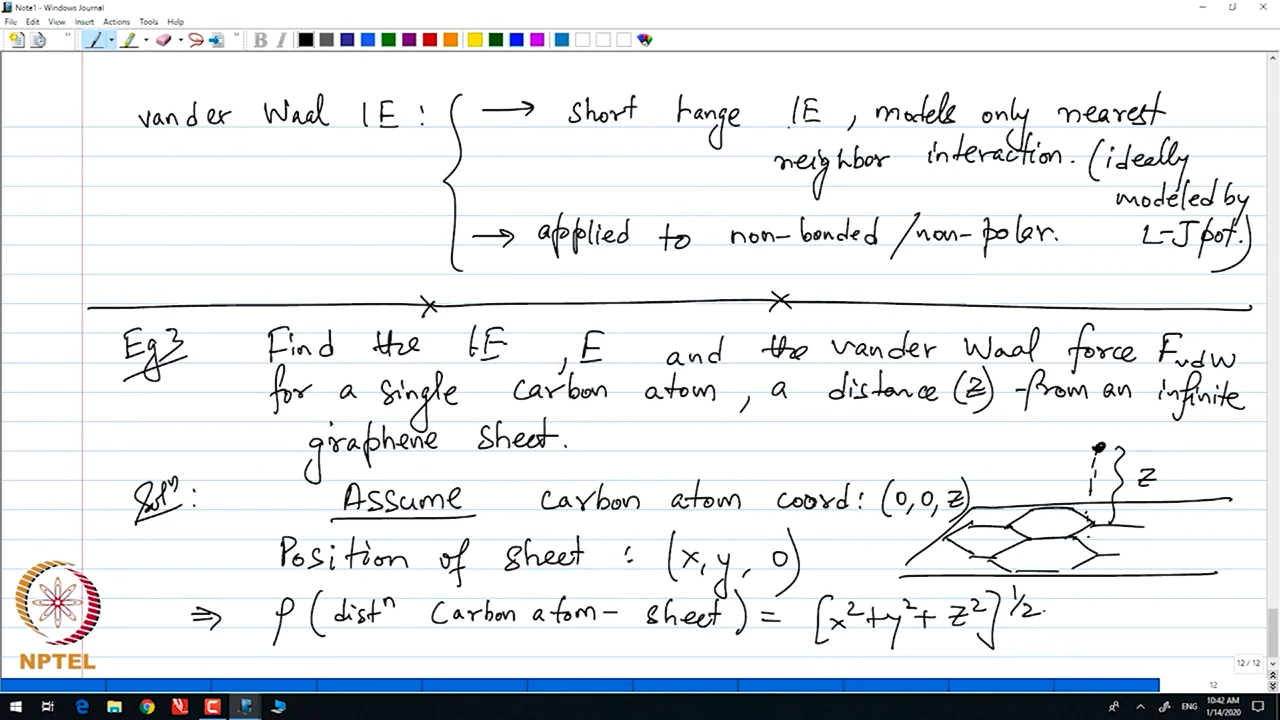 Note1 - Windows Journal
File Edit View Insert Actions Tools Help
van der Waal IE : → short range IE, models only nearest
neighbor interaction. (ideally
modeled by
L-J pot.)
→ applied to non-bonded/non-polar.
Eg3 Find the IE, E and the vander Waal force Fvdw
for a single carbon atom, a distance (z) from an infinite
graphene sheet.
Solⁿ: Assume carbon atom coord: (0,0,z)
z
Position of sheet : (x, y, 0)
⇒ ρ (distⁿ carbon atom- sheet) = [x²+y²+ z²]^1/2.
NPTEL
12 / 12
12
ENG
10:42 AM
1/14/2020